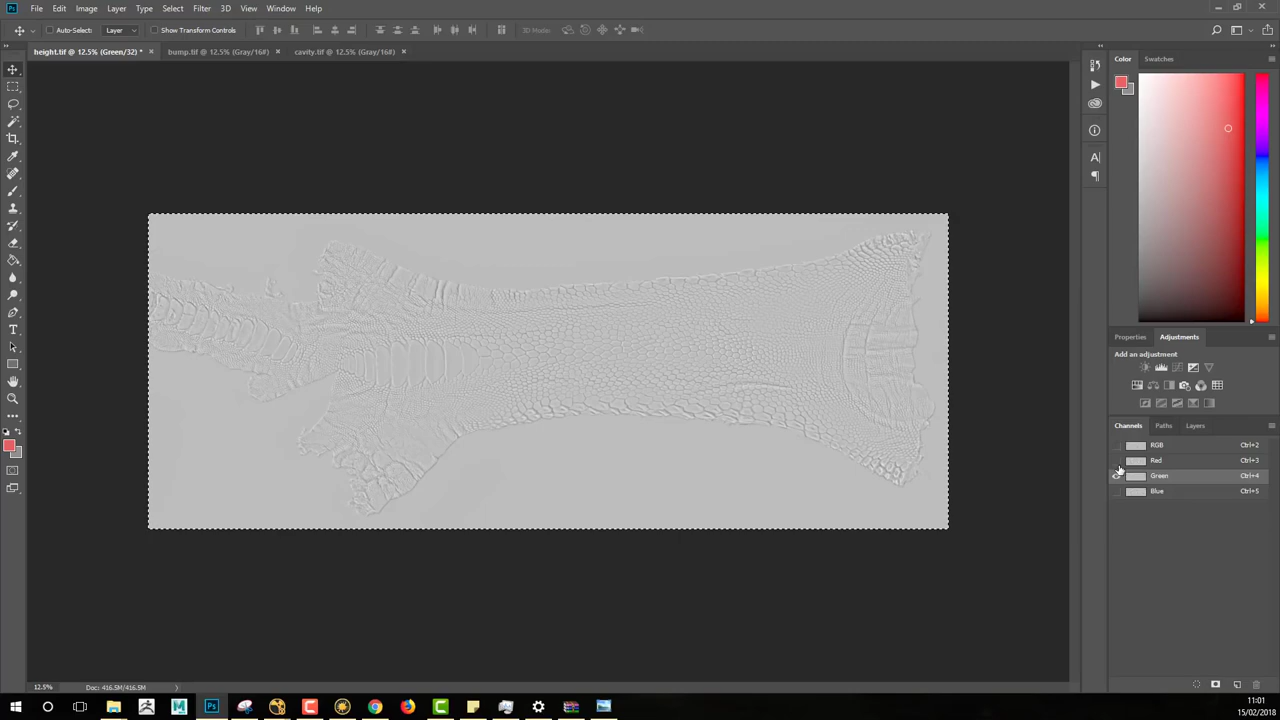 Ps File Edit Image Layer Type Select Filter 3D View Window Help
Auto-Select: Layer Show Transform Controls 3D Mode:
height.tif @ 12.5% (Green/32) * × bump.tif @ 12.5% (Gray/16#) × cavity.tif @ 12.5% (Gray/16#) ×
Color Swatches
Properties Adjustments
Add an adjustment
Channels Paths Layers
RGB Ctrl+2
Red Ctrl+3
Green Ctrl+4
Blue Ctrl+5
12.5% Doc: 416.5M/416.5M
11:01
15/02/2018